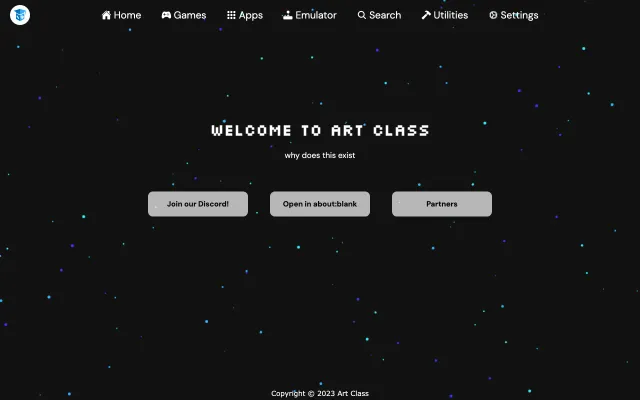 Home Games Apps Emulator Search Utilities Settings
WELCOME TO ART CLASS
why does this exist
Join our Discord! Open in about:blank Partners
Copyright © 2023 Art Class